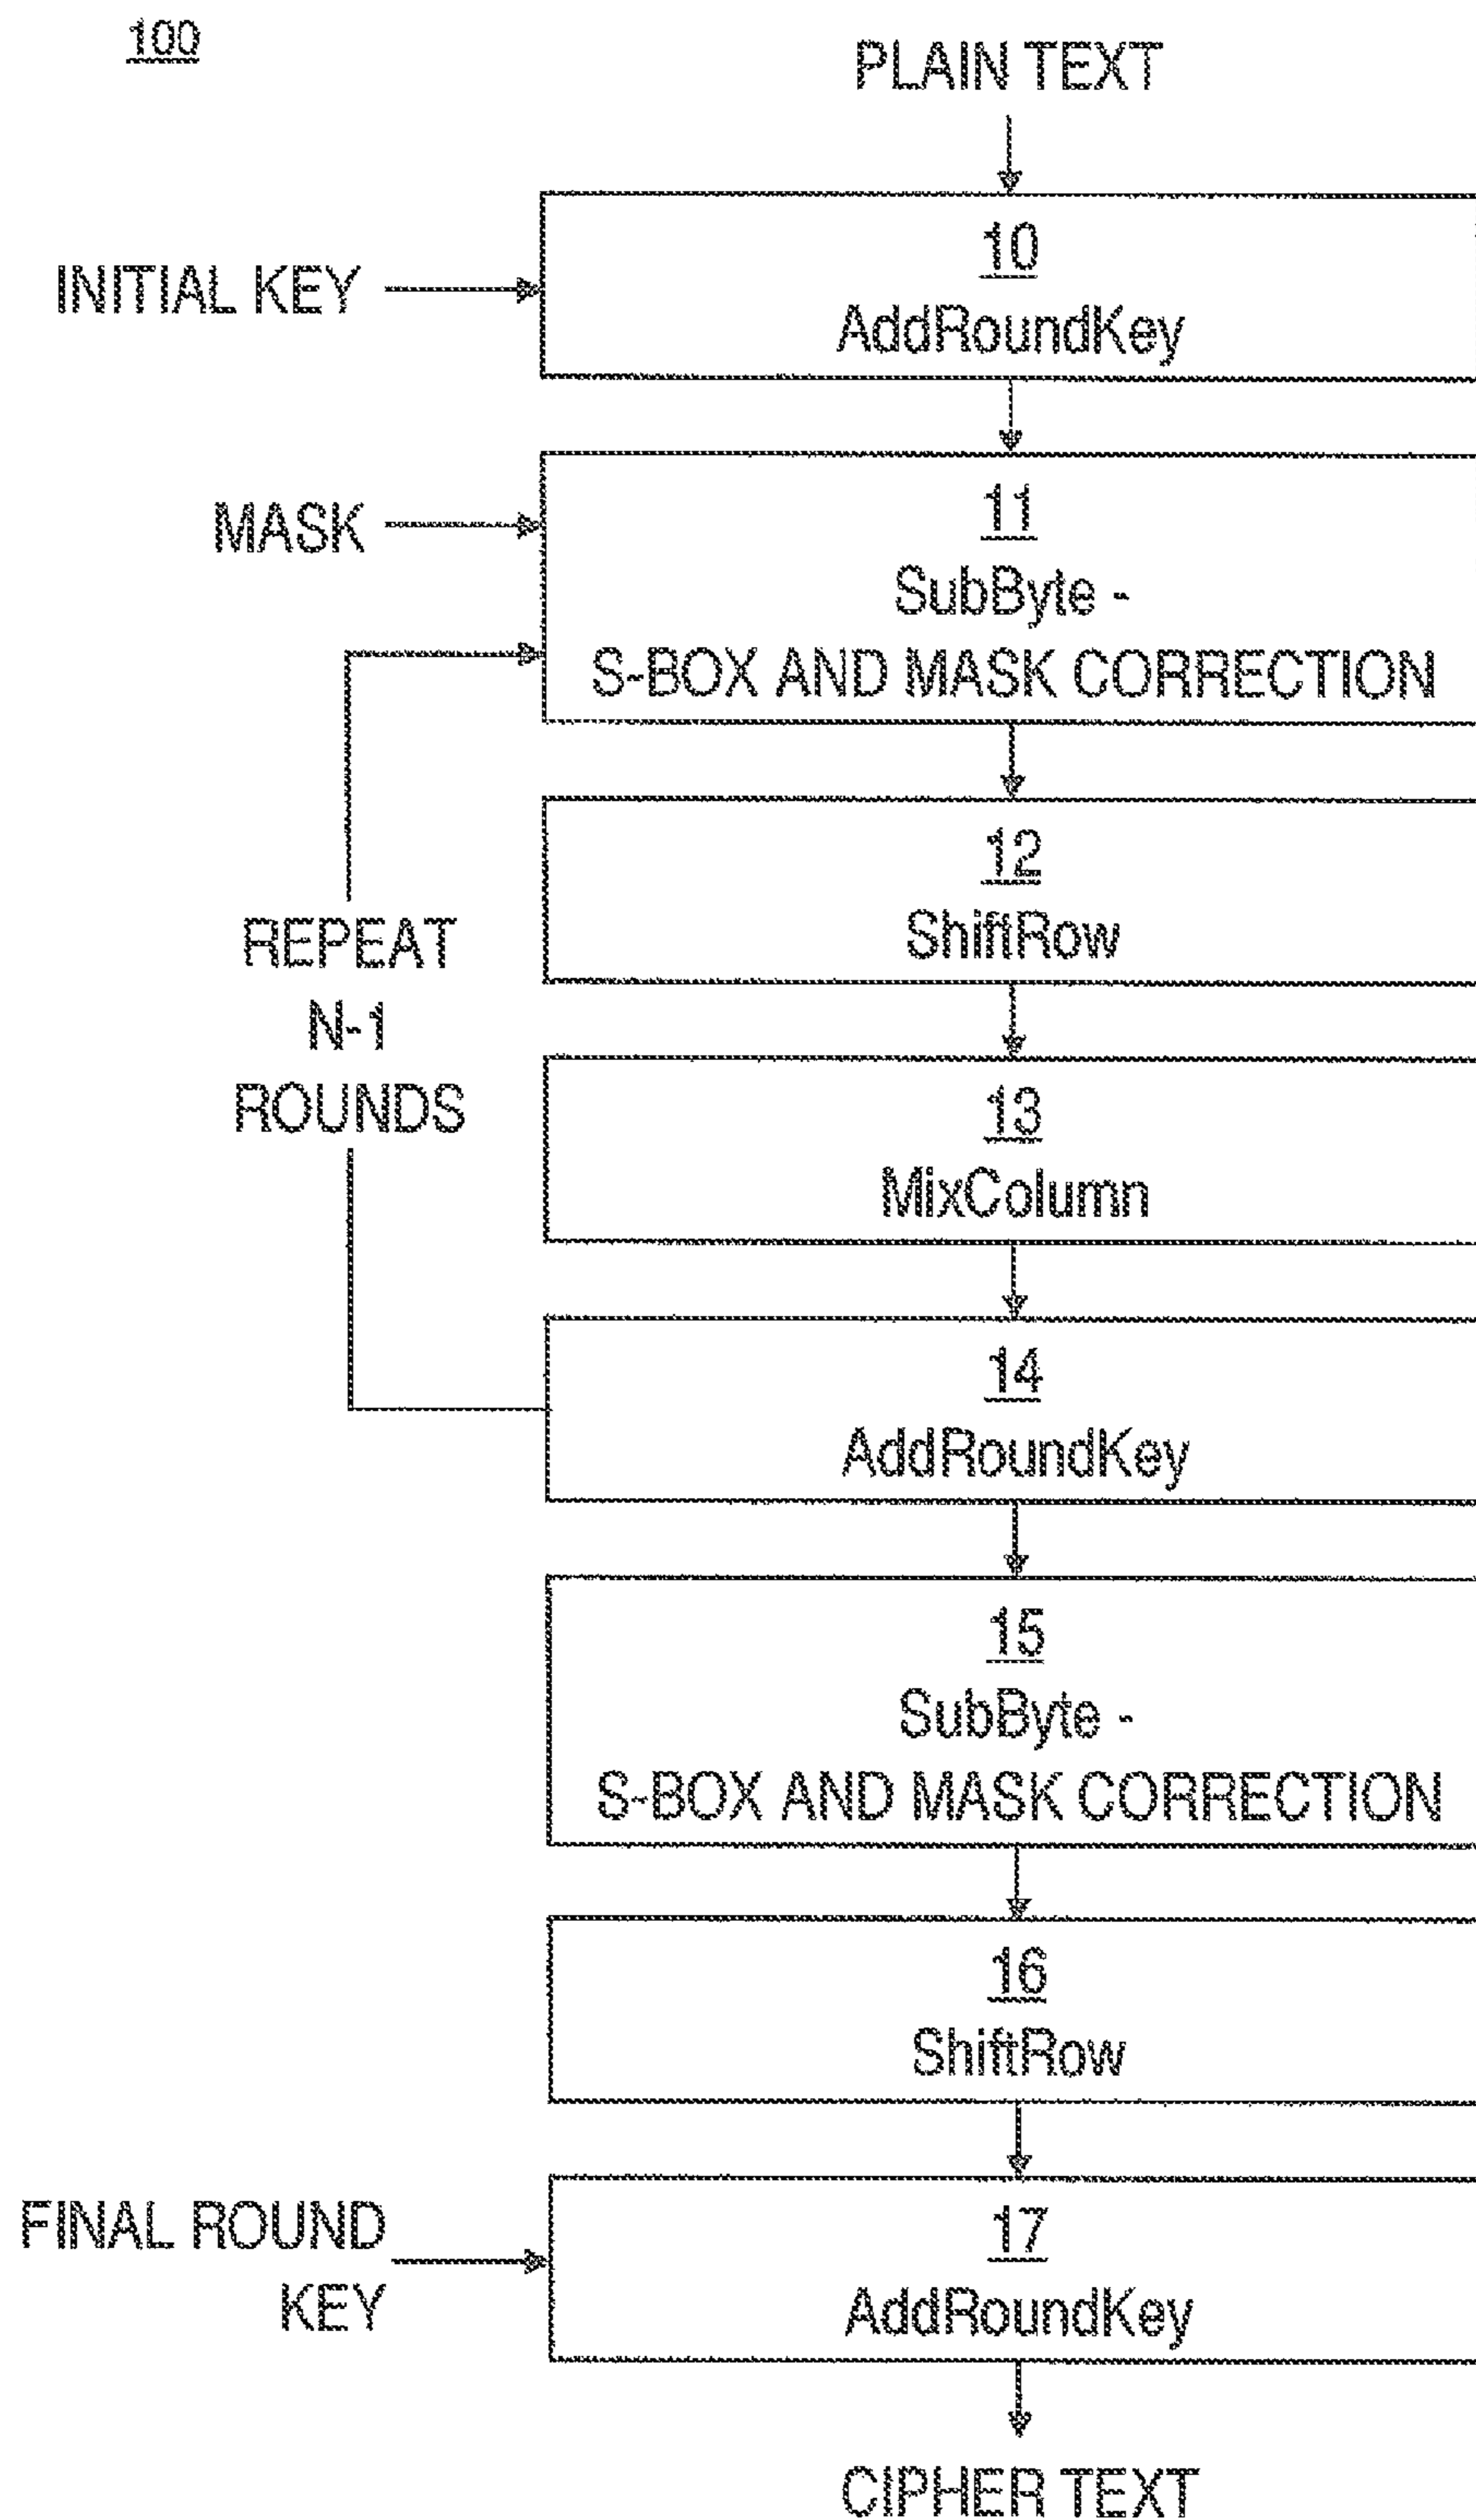 100
PLAIN TEXT
INITIAL KEY
10
AddRoundKey
MASK
11
SubByte -
S-BOX AND MASK CORRECTION
12
ShiftRow
REPEAT
N-1
ROUNDS
13
MixColumn
14
AddRoundKey
15
SubByte -
S-BOX AND MASK CORRECTION
16
ShiftRow
FINAL ROUND
KEY
17
AddRoundKey
CIPHER TEXT